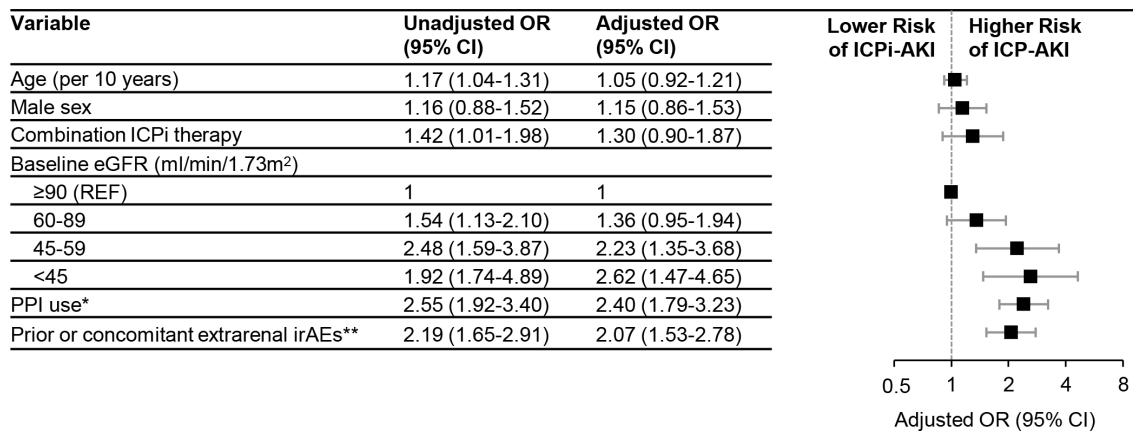 Variable Unadjusted OR (95% CI) Adjusted OR (95% CI) Lower Risk of ICPi-AKI Higher Risk of ICP-AKI
Age (per 10 years) 1.17 (1.04-1.31) 1.05 (0.92-1.21)
Male sex 1.16 (0.88-1.52) 1.15 (0.86-1.53)
Combination ICPi therapy 1.42 (1.01-1.98) 1.30 (0.90-1.87)
Baseline eGFR (ml/min/1.73m²)
≥90 (REF) 1 1
60-89 1.54 (1.13-2.10) 1.36 (0.95-1.94)
45-59 2.48 (1.59-3.87) 2.23 (1.35-3.68)
<45 1.92 (1.74-4.89) 2.62 (1.47-4.65)
PPI use* 2.55 (1.92-3.40) 2.40 (1.79-3.23)
Prior or concomitant extrarenal irAEs** 2.19 (1.65-2.91) 2.07 (1.53-2.78)
0.5 1 2 4 8
Adjusted OR (95% CI)